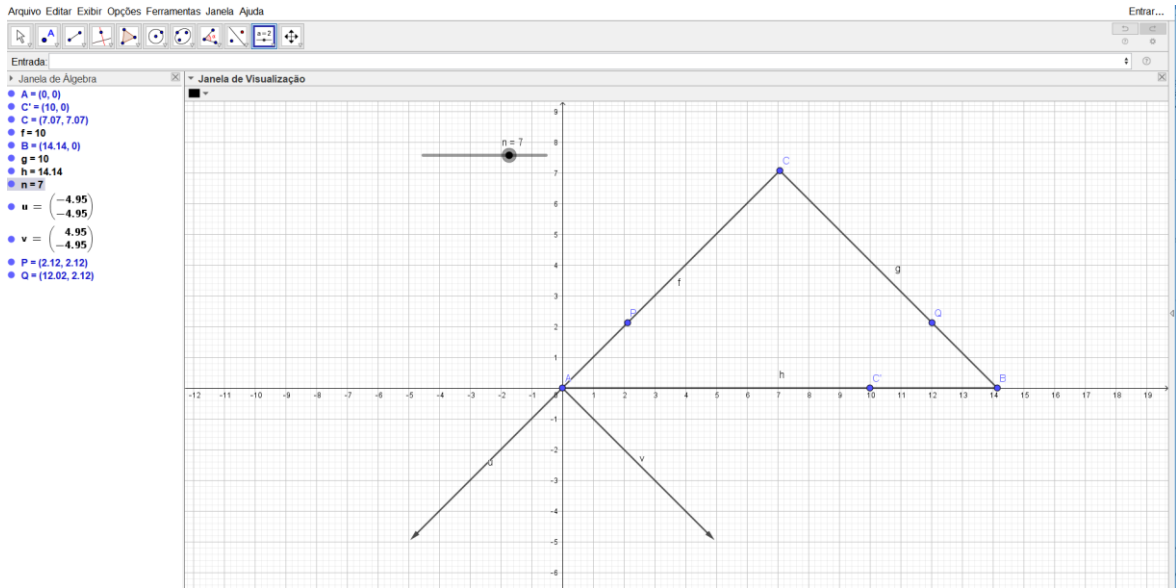 Arquivo Editar Exibir Opções Ferramentas Janela Ajuda Entrar...
A a=2
Entrada:
Janela de Álgebra
Janela de Visualização
A = (0, 0)
C' = (10, 0)
C = (7.07, 7.07)
f = 10
B = (14.14, 0)
g = 10
h = 14.14
n = 7
u = ( −4.95
−4.95 )
v = ( 4.95
−4.95 )
P = (2.12, 2.12)
Q = (12.02, 2.12)
9
n = 7
8
C
7
6
5
4
g
f
3
P
Q
2
1
A h C' B
-12 -11 -10 -9 -8 -7 -6 -5 -4 -3 -2 -1 0 1 2 3 4 5 6 7 8 9 10 11 12 13 14 15 16 17 18 19
-1
-2
u v
-3
-4
-5
-6